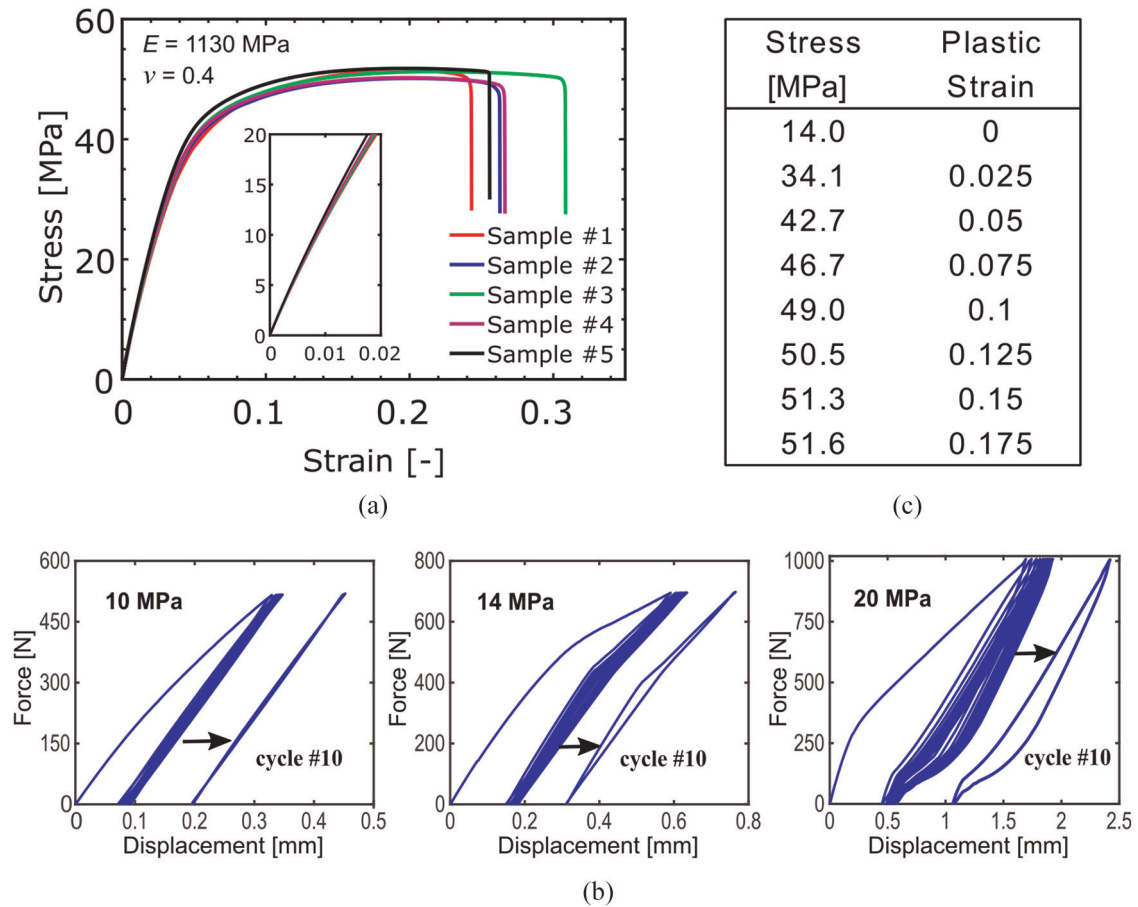 60
40
20
0
Stress [MPa]
E = 1130 MPa
ν = 0.4
20
15
10
5
0
0 0.01 0.02
Sample #1
Sample #2
Sample #3
Sample #4
Sample #5
0 0.1 0.2 0.3
Strain [-]
(a)
Stress Plastic
[MPa] Strain
14.0 0
34.1 0.025
42.7 0.05
46.7 0.075
49.0 0.1
50.5 0.125
51.3 0.15
51.6 0.175
(c)
600
450
300
150
0
Force [N]
10 MPa
cycle #10
0 0.1 0.2 0.3 0.4 0.5
Displacement [mm]
800
600
400
200
0
Force [N]
14 MPa
cycle #10
0 0.2 0.4 0.6 0.8
Displacement [mm]
1000
750
500
250
0
Force [N]
20 MPa
cycle #10
0 0.5 1 1.5 2 2.5
Displacement [mm]
(b)